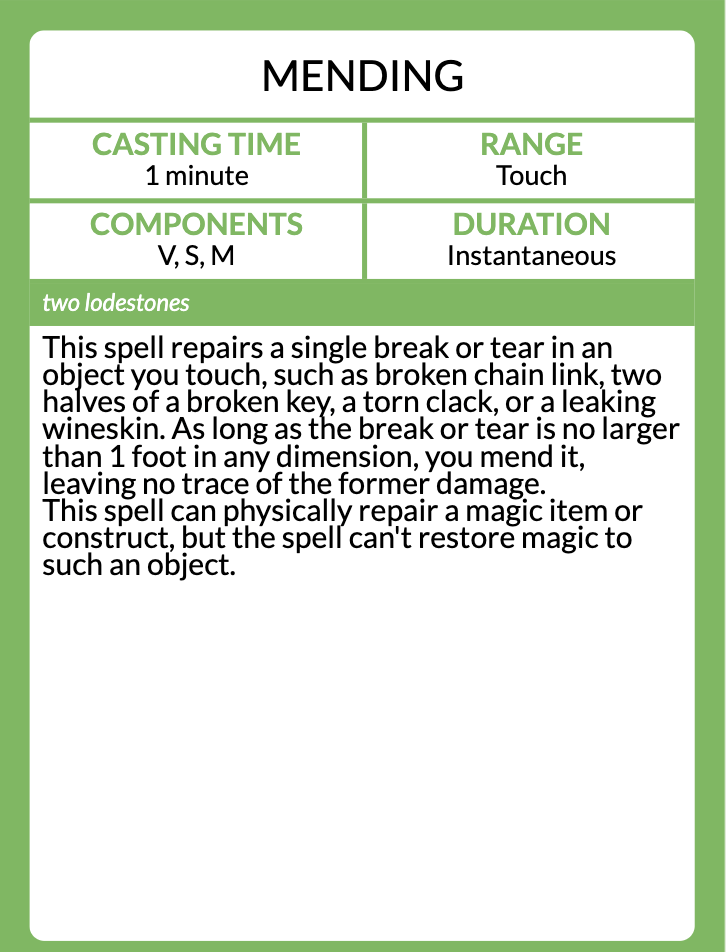 MENDING
CASTING TIME
1 minute
RANGE
Touch
COMPONENTS
V, S, M
DURATION
Instantaneous
two lodestones
This spell repairs a single break or tear in an
object you touch, such as broken chain link, two
halves of a broken key, a torn clack, or a leaking
wineskin. As long as the break or tear is no larger
than 1 foot in any dimension, you mend it,
leaving no trace of the former damage.
This spell can physically repair a magic item or
construct, but the spell can't restore magic to
such an object.